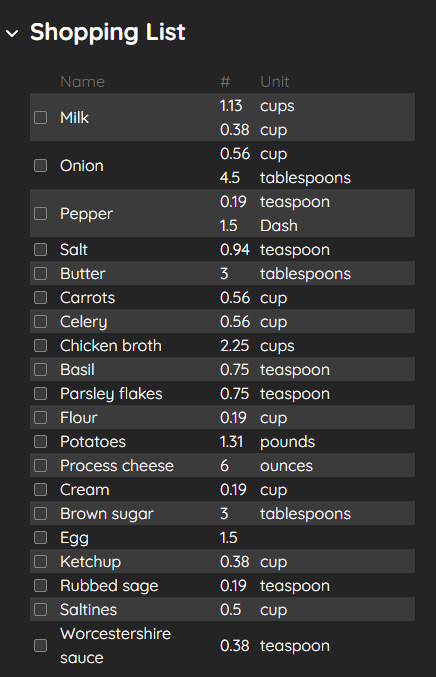 Shopping List
Name # Unit
Milk 1.13 cups
0.38 cup
Onion 0.56 cup
4.5 tablespoons
Pepper 0.19 teaspoon
1.5 Dash
Salt 0.94 teaspoon
Butter 3 tablespoons
Carrots 0.56 cup
Celery 0.56 cup
Chicken broth 2.25 cups
Basil 0.75 teaspoon
Parsley flakes 0.75 teaspoon
Flour 0.19 cup
Potatoes 1.31 pounds
Process cheese 6 ounces
Cream 0.19 cup
Brown sugar 3 tablespoons
Egg 1.5
Ketchup 0.38 cup
Rubbed sage 0.19 teaspoon
Saltines 0.5 cup
Worcestershire
sauce 0.38 teaspoon